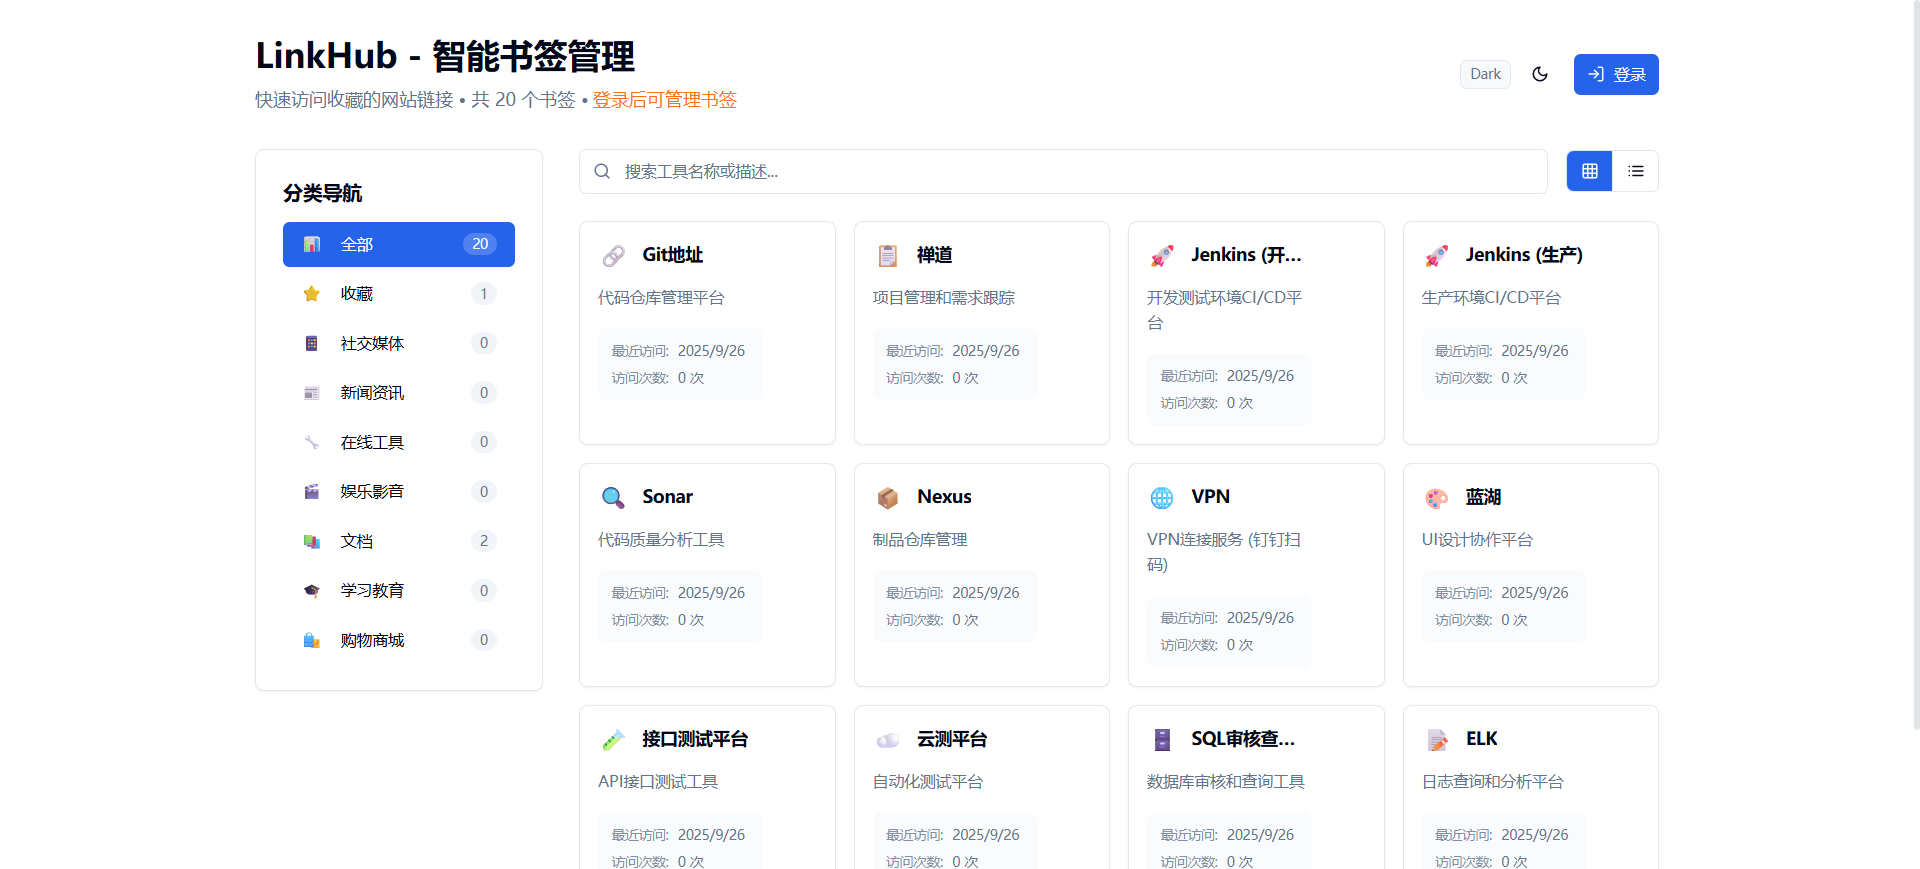 LinkHub - 智能书签管理
快速访问收藏的网站链接 • 共 20 个书签 • 登录后可管理书签
Dark
登录
分类导航
全部 20
收藏 1
社交媒体 0
新闻资讯 0
在线工具 0
娱乐影音 0
文档 2
学习教育 0
购物商城 0
搜索工具名称或描述...
Git地址
代码仓库管理平台
最近访问: 2025/9/26
访问次数: 0 次
禅道
项目管理和需求跟踪
最近访问: 2025/9/26
访问次数: 0 次
Jenkins (开...
开发测试环境CI/CD平
台
最近访问: 2025/9/26
访问次数: 0 次
Jenkins (生产)
生产环境CI/CD平台
最近访问: 2025/9/26
访问次数: 0 次
Sonar
代码质量分析工具
最近访问: 2025/9/26
访问次数: 0 次
Nexus
制品仓库管理
最近访问: 2025/9/26
访问次数: 0 次
VPN
VPN连接服务 (钉钉扫
码)
最近访问: 2025/9/26
访问次数: 0 次
蓝湖
UI设计协作平台
最近访问: 2025/9/26
访问次数: 0 次
接口测试平台
API接口测试工具
最近访问: 2025/9/26
访问次数: 0 次
云测平台
自动化测试平台
最近访问: 2025/9/26
访问次数: 0 次
SQL审核查...
数据库审核和查询工具
最近访问: 2025/9/26
访问次数: 0 次
ELK
日志查询和分析平台
最近访问: 2025/9/26
访问次数: 0 次